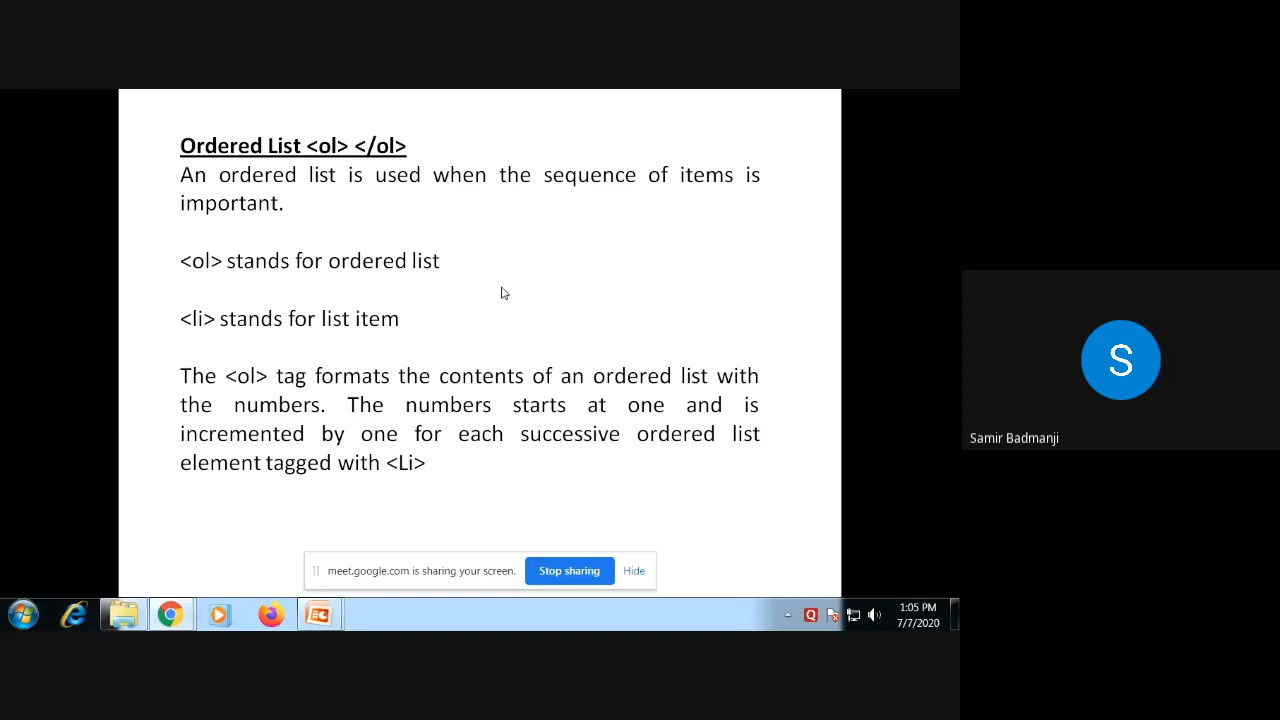 Ordered List <ol> </ol>
An ordered list is used when the sequence of items is
important.
<ol> stands for ordered list
<li> stands for list item
The <ol> tag formats the contents of an ordered list with
the numbers. The numbers starts at one and is
incremented by one for each successive ordered list
element tagged with <Li>
S
Samir Badmanji
meet.google.com is sharing your screen. Stop sharing Hide
Q
1:05 PM
7/7/2020